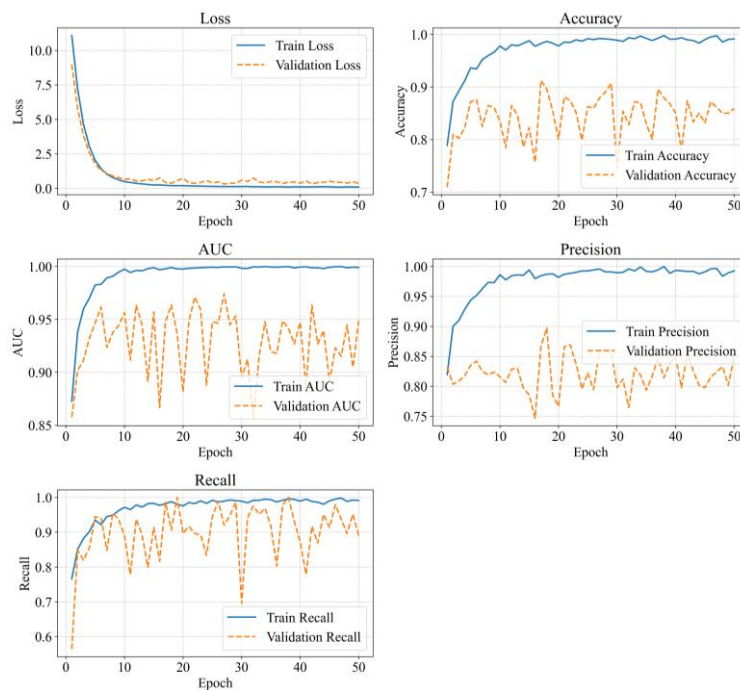 Loss
10.0
7.5
5.0
2.5
0.0
Loss
Train Loss
Validation Loss
0 10 20 30 40 50
Epoch
Accuracy
1.0
0.9
0.8
0.7
Accuracy
Train Accuracy
Validation Accuracy
0 10 20 30 40 50
Epoch
AUC
1.00
0.95
0.90
0.85
AUC
Train AUC
Validation AUC
0 10 20 30 40 50
Epoch
Precision
1.00
0.95
0.90
0.85
0.80
0.75
Precision
Train Precision
Validation Precision
0 10 20 30 40 50
Epoch
Recall
1.0
0.9
0.8
0.7
0.6
Recall
Train Recall
Validation Recall
0 10 20 30 40 50
Epoch